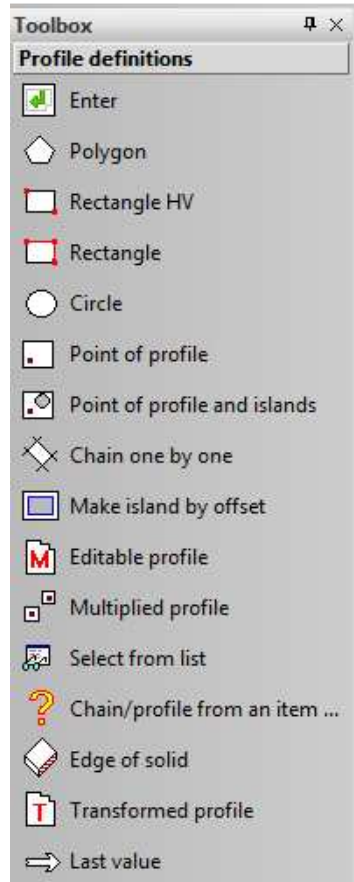 Toolbox
Profile definitions
Enter
Polygon
Rectangle HV
Rectangle
Circle
Point of profile
Point of profile and islands
Chain one by one
Make island by offset
M Editable profile
Multiplied profile
Select from list
? Chain/profile from an item ...
Edge of solid
T Transformed profile
Last value